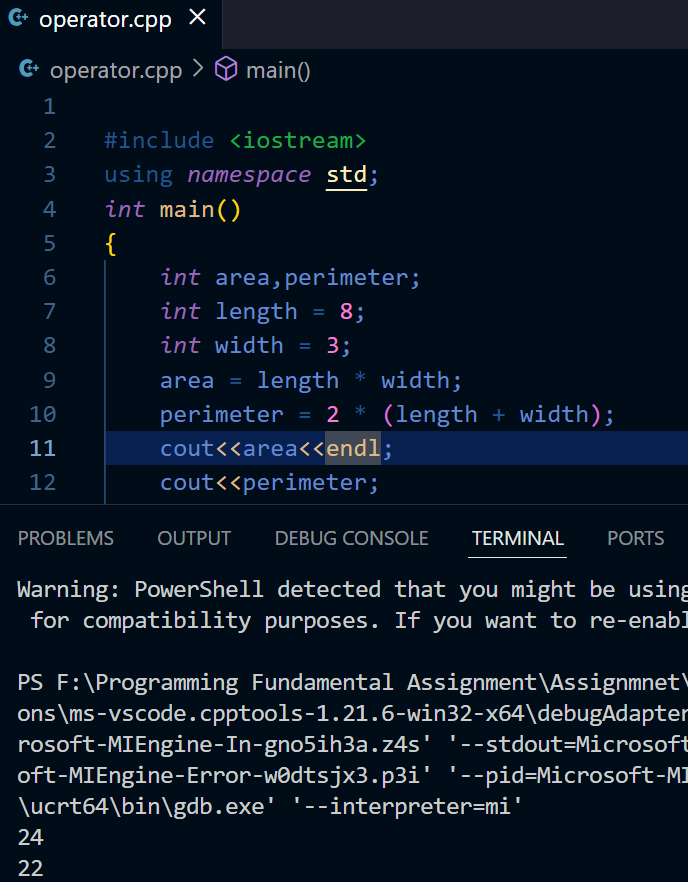 operator.cpp ×
operator.cpp > main()
1
2 #include <iostream>
3 using namespace std;
4 int main()
5 {
6 int area,perimeter;
7 int length = 8;
8 int width = 3;
9 area = length * width;
10 perimeter = 2 * (length + width);
11 cout<<area<<endl;
12 cout<<perimeter;
PROBLEMS OUTPUT DEBUG CONSOLE TERMINAL PORTS
Warning: PowerShell detected that you might be using
for compatibility purposes. If you want to re-enabl
PS F:\Programming Fundamental Assignment\Assignmnet\
ons\ms-vscode.cpptools-1.21.6-win32-x64\debugAdapter
rosoft-MIEngine-In-gno5ih3a.z4s' '--stdout=Microsoft
oft-MIEngine-Error-w0dtsjx3.p3i' '--pid=Microsoft-MI
\ucrt64\bin\gdb.exe' '--interpreter=mi'
24
22